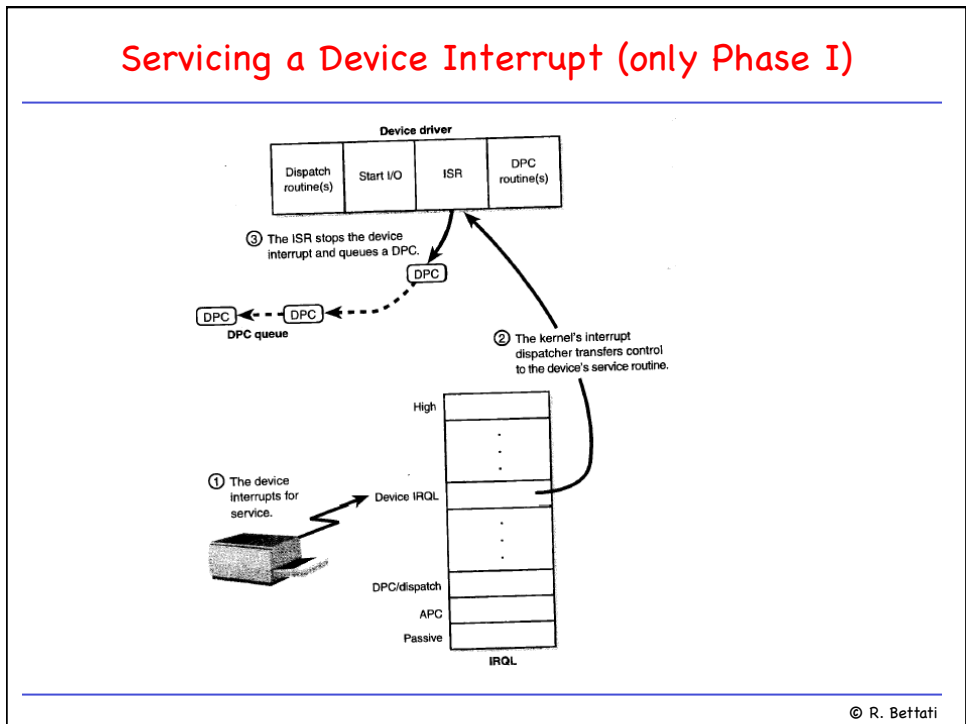 Servicing a Device Interrupt (only Phase I)
Device driver
Dispatch
routine(s)
Start I/O
ISR
DPC
routine(s)
③ The ISR stops the device
interrupt and queues a DPC.
DPC
DPC
DPC
DPC queue
② The kernel's interrupt
dispatcher transfers control
to the device's service routine.
High
① The device
interrupts for
service.
Device IRQL
DPC/dispatch
APC
Passive
IRQL
© R. Bettati